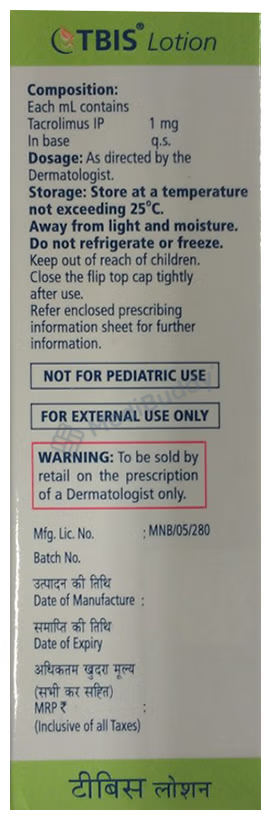 TBIS® Lotion
Composition:
Each mL contains
Tacrolimus IP 1 mg
In base q.s.
Dosage: As directed by the
Dermatologist.
Storage: Store at a temperature
not exceeding 25°C.
Away from light and moisture.
Do not refrigerate or freeze.
Keep out of reach of children.
Close the flip top cap tightly
after use.
Refer enclosed prescribing
information sheet for further
information.
NOT FOR PEDIATRIC USE
FOR EXTERNAL USE ONLY
MediBuddy
WARNING: To be sold by
retail on the prescription
of a Dermatologist only.
Mfg. Lic. No. : MNB/05/280
Batch No.
उत्पादन की तिथि
Date of Manufacture :
समाप्ति की तिथि
Date of Expiry
अधिकतम खुदरा मूल्य
(सभी कर सहित)
MRP ₹ :
(Inclusive of all Taxes)
टीबिस लोशन